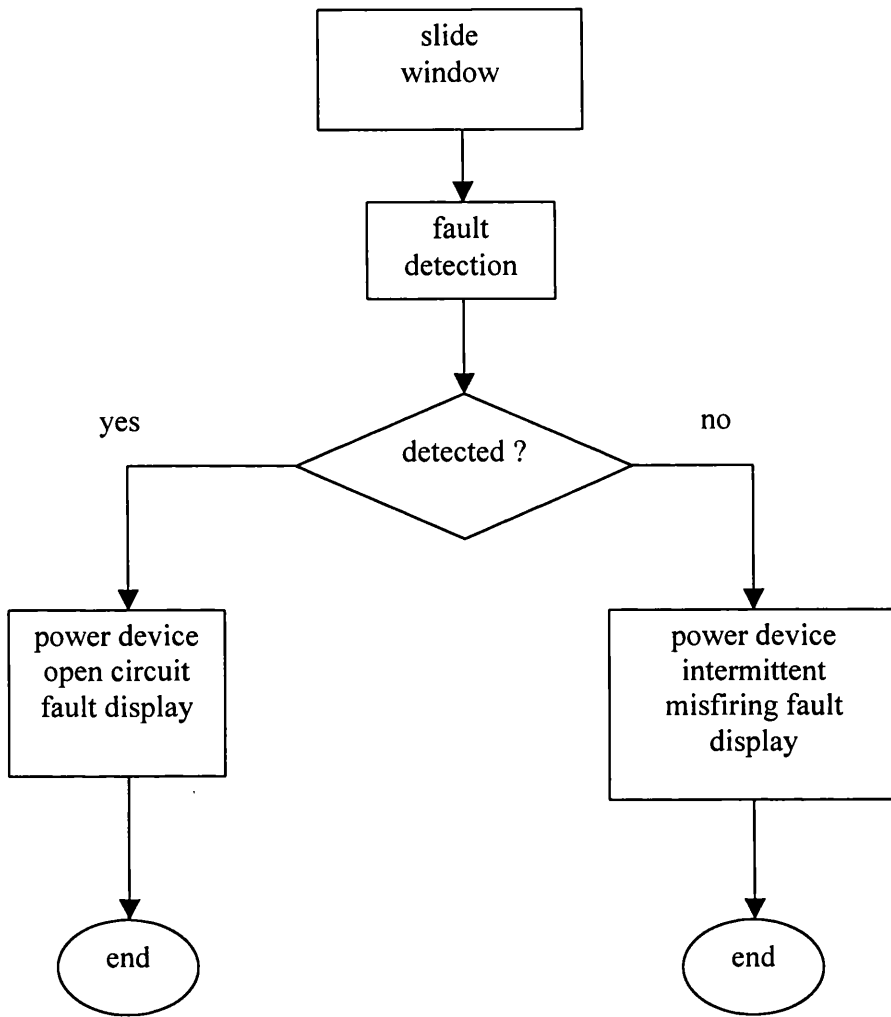 slide
window
fault
detection
yes
detected ?
no
power device
open circuit
fault display
power device
intermittent
misfiring fault
display
end
end